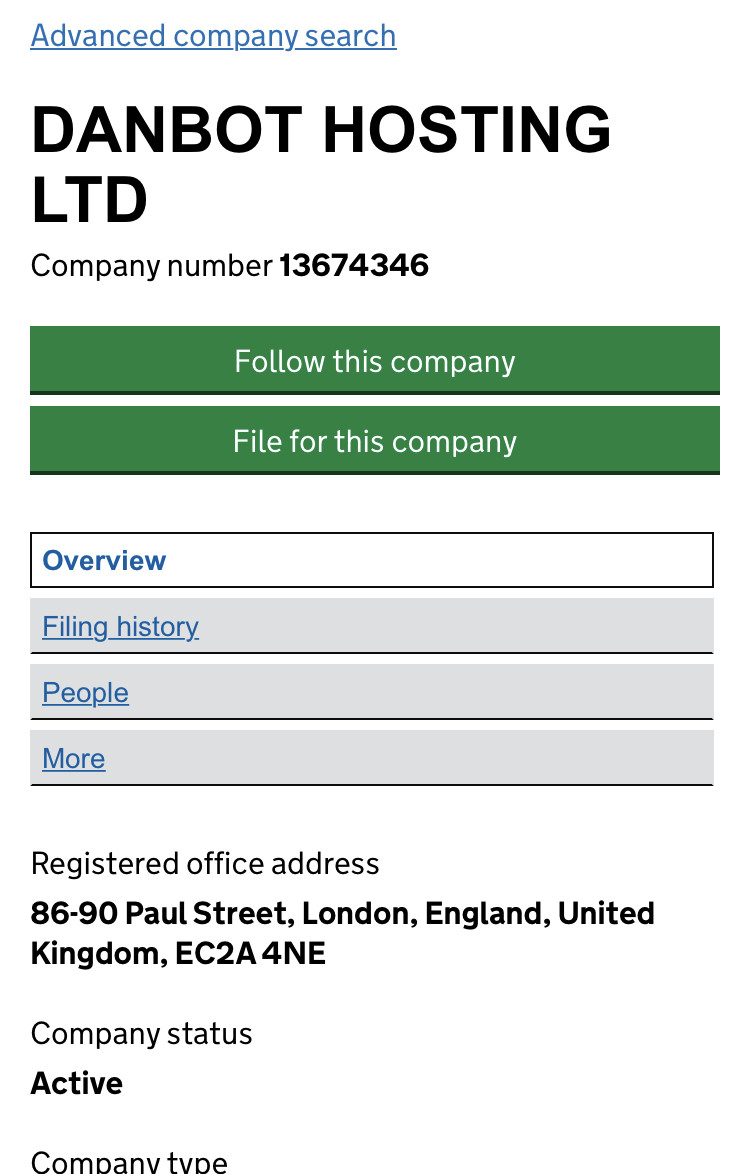 Advanced company search
DANBOT HOSTING
LTD
Company number 13674346
Follow this company
File for this company
Overview
Filing history
People
More
Registered office address
86-90 Paul Street, London, England, United
Kingdom, EC2A 4NE
Company status
Active
Company type